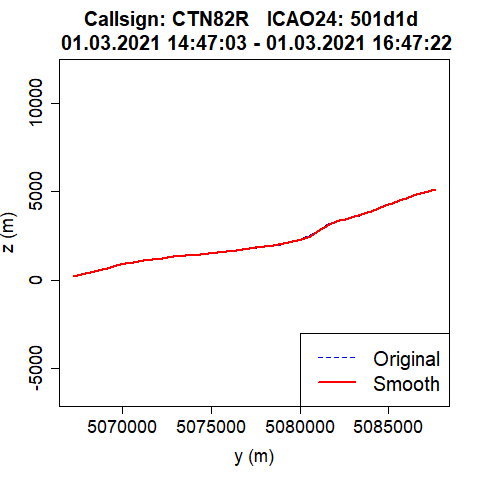 Callsign: CTN82R   ICAO24: 501d1d
01.03.2021 14:47:03 - 01.03.2021 16:47:22
z (m)
10000
5000
0
-5000
Original
Smooth
5070000 5075000 5080000 5085000
y (m)